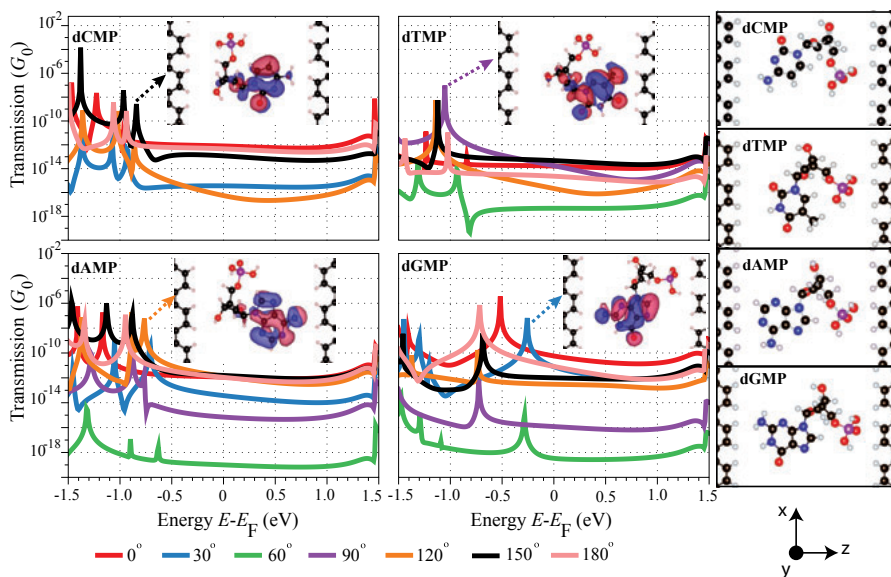 dCMP
dTMP
dAMP
dGMP
Transmission (G₀)
10⁻²
10⁻⁶
10⁻¹⁰
10⁻¹⁴
10⁻¹⁸
Transmission (G₀)
10⁻²
10⁻⁶
10⁻¹⁰
10⁻¹⁴
10⁻¹⁸
-1.5 -1.0 -0.5 0 0.5 1.0 1.5
-1.5 -1.0 -0.5 0 0.5 1.0 1.5
Energy E-E_F (eV)
Energy E-E_F (eV)
0° 30° 60° 90° 120° 150° 180°
dCMP
dTMP
dAMP
dGMP
x
y
z